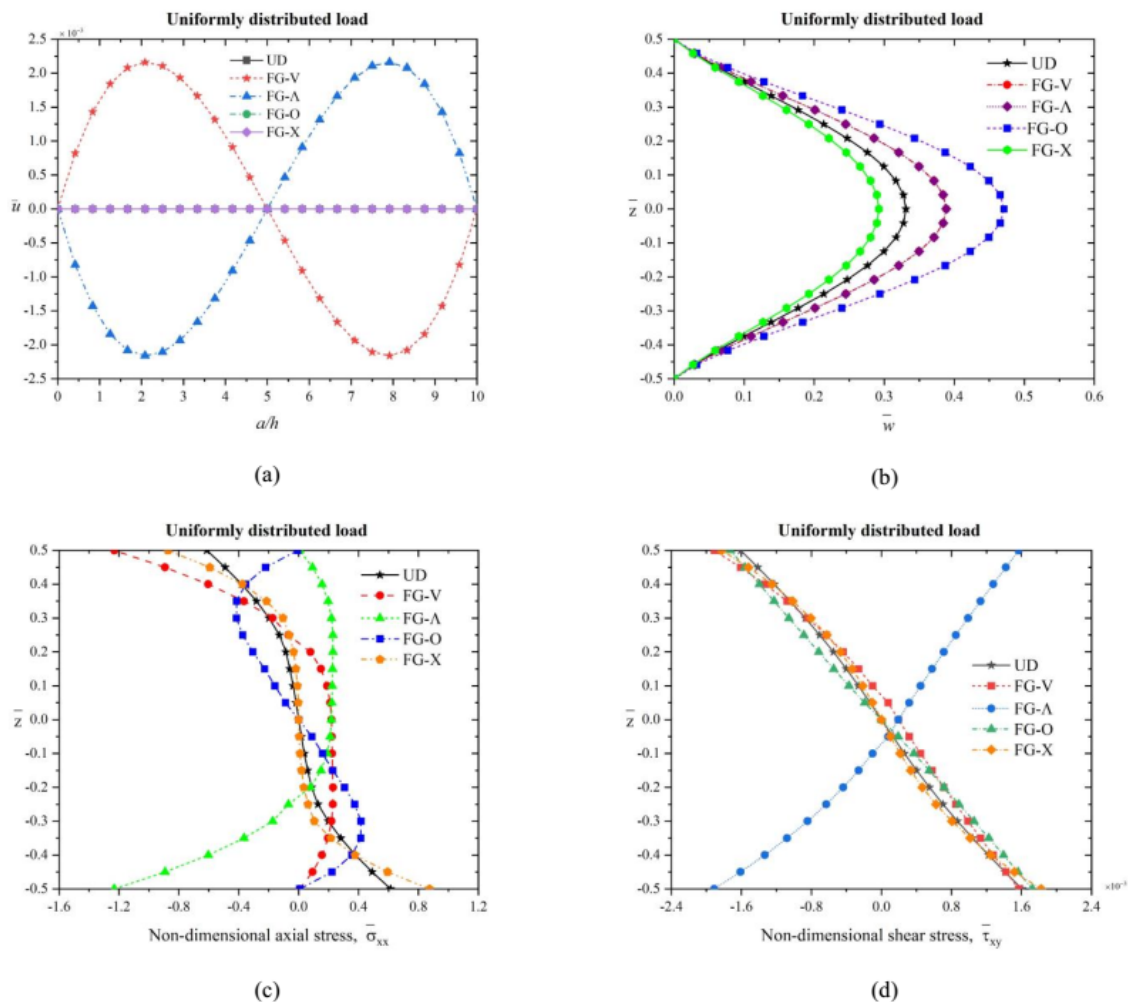 Uniformly distributed load
× 10⁻³
2.5
2.0
1.5
1.0
0.5
0.0
-0.5
-1.0
-1.5
-2.0
-2.5
UD
FG-V
FG-Λ
FG-O
FG-X
u̅
0 1 2 3 4 5 6 7 8 9 10
a/h
(a)
Uniformly distributed load
0.5
0.4
0.3
0.2
0.1
0.0
-0.1
-0.2
-0.3
-0.4
-0.5
UD
FG-V
FG-Λ
FG-O
FG-X
z̅
0.0 0.1 0.2 0.3 0.4 0.5 0.6
w̅
(b)
Uniformly distributed load
0.5
0.4
0.3
0.2
0.1
0.0
-0.1
-0.2
-0.3
-0.4
-0.5
UD
FG-V
FG-Λ
FG-O
FG-X
z̅
-1.6 -1.2 -0.8 -0.4 0.0 0.4 0.8 1.2
Non-dimensional axial stress, σ̅xx
(c)
Uniformly distributed load
0.5
0.4
0.3
0.2
0.1
0.0
-0.1
-0.2
-0.3
-0.4
-0.5
UD
FG-V
FG-Λ
FG-O
FG-X
z̅
×10⁻³
-2.4 -1.6 -0.8 0.0 0.8 1.6 2.4
Non-dimensional shear stress, τ̅xy
(d)